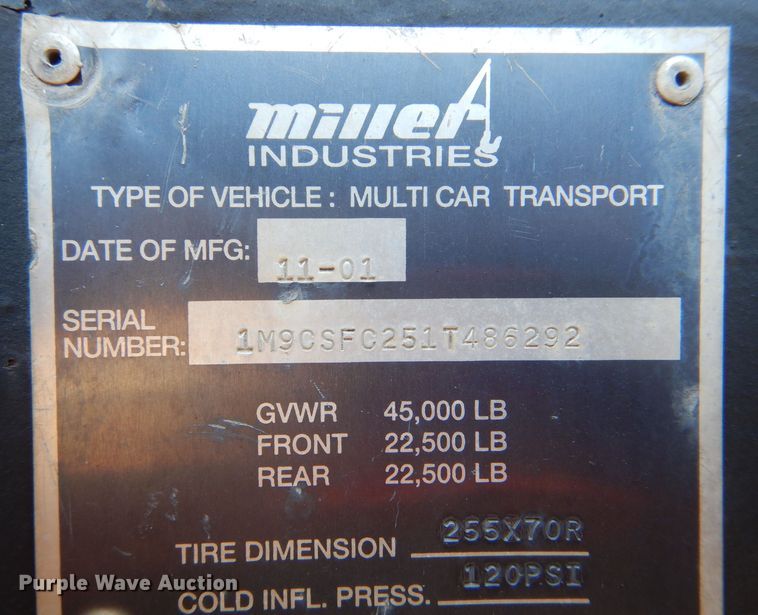 miller
INDUSTRIES
TYPE OF VEHICLE: MULTI CAR TRANSPORT
DATE OF MFG: 11-01
SERIAL
NUMBER: 1M9CSFC251T486292
GVWR 45,000 LB
FRONT 22,500 LB
REAR 22,500 LB
TIRE DIMENSION 255X70R
COLD INFL. PRESS. 120PSI
Purple Wave Auction